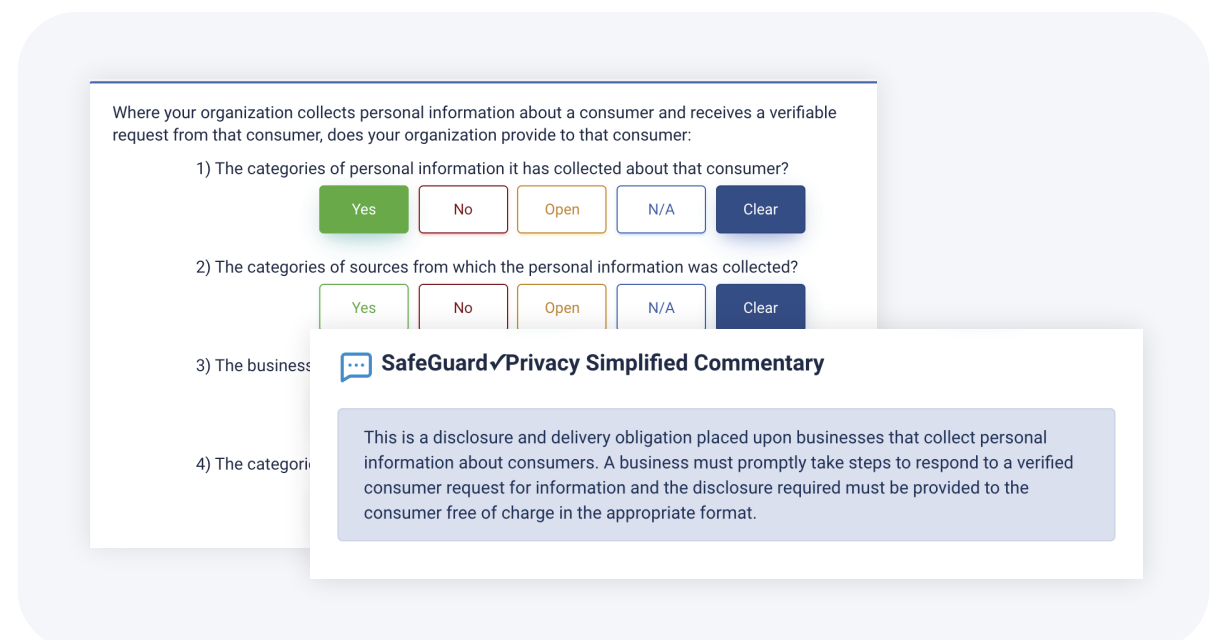 Where your organization collects personal information about a consumer and receives a verifiable
request from that consumer, does your organization provide to that consumer:
1) The categories of personal information it has collected about that consumer?
Yes No Open N/A Clear
2) The categories of sources from which the personal information was collected?
Yes No Open N/A Clear
3) The business
SafeGuard✓Privacy Simplified Commentary
This is a disclosure and delivery obligation placed upon businesses that collect personal
information about consumers. A business must promptly take steps to respond to a verified
consumer request for information and the disclosure required must be provided to the
consumer free of charge in the appropriate format.
4) The